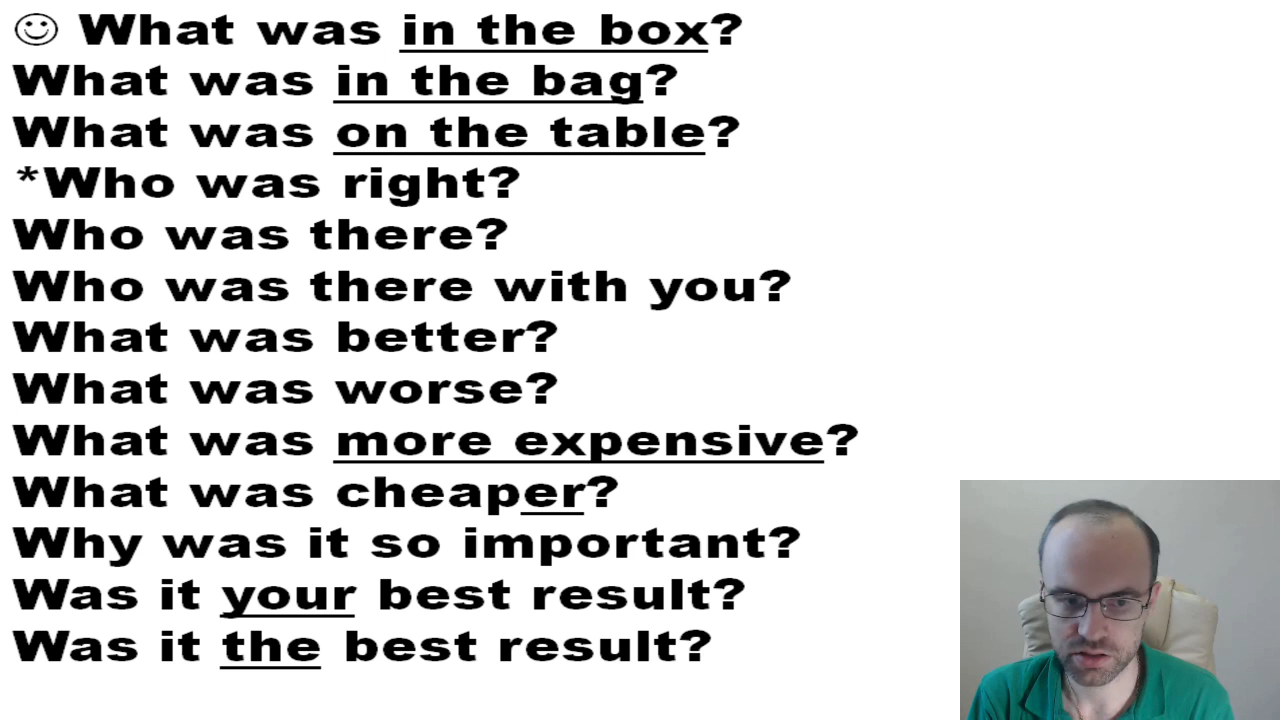 ☺ What was in the box?
What was in the bag?
What was on the table?
*Who was right?
Who was there?
Who was there with you?
What was better?
What was worse?
What was more expensive?
What was cheaper?
Why was it so important?
Was it your best result?
Was it the best result?